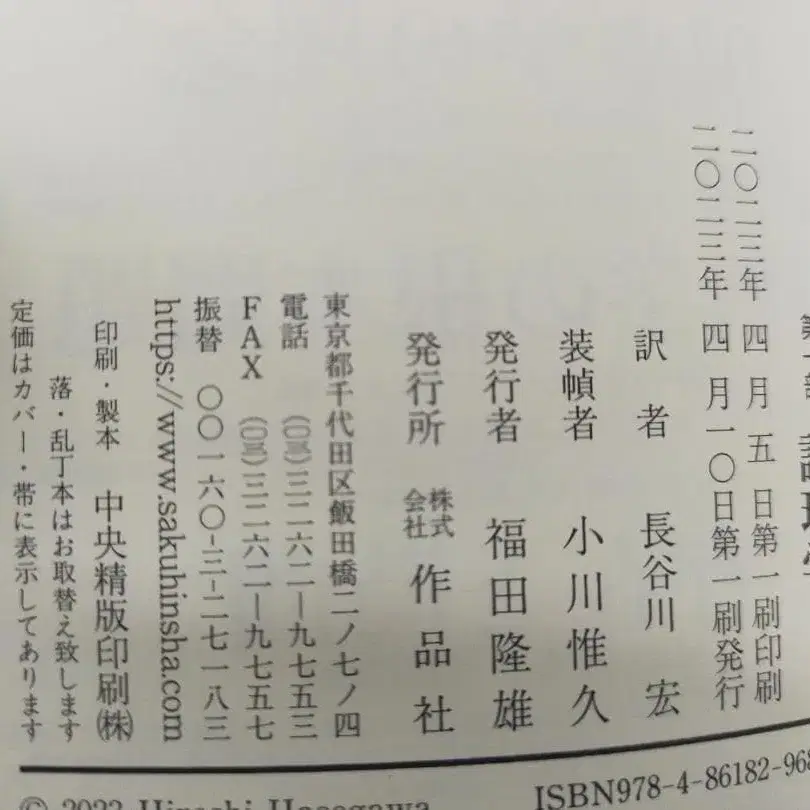 二〇二三年 四月 五 日第一刷印刷
二〇二三年 四月一〇日第一刷発行
訳者 長谷川 宏
装幀者 小川惟久
発行者 福田隆雄
発行所 株式会社 作品社
東京都千代田区飯田橋二ノ七ノ四
電話 (〇三)三二六二―九七五三
FAX (〇三)三二六二―九七五七
振替 〇〇一六〇-三-二七一八三
https://www.sakuhinsha.com
印刷・製本 中央精版印刷㈱
落・乱丁本はお取替え致します
定価はカバー・帯に表示してあります
© 2023 Hiroshi Hasegawa
ISBN978-4-86182-968